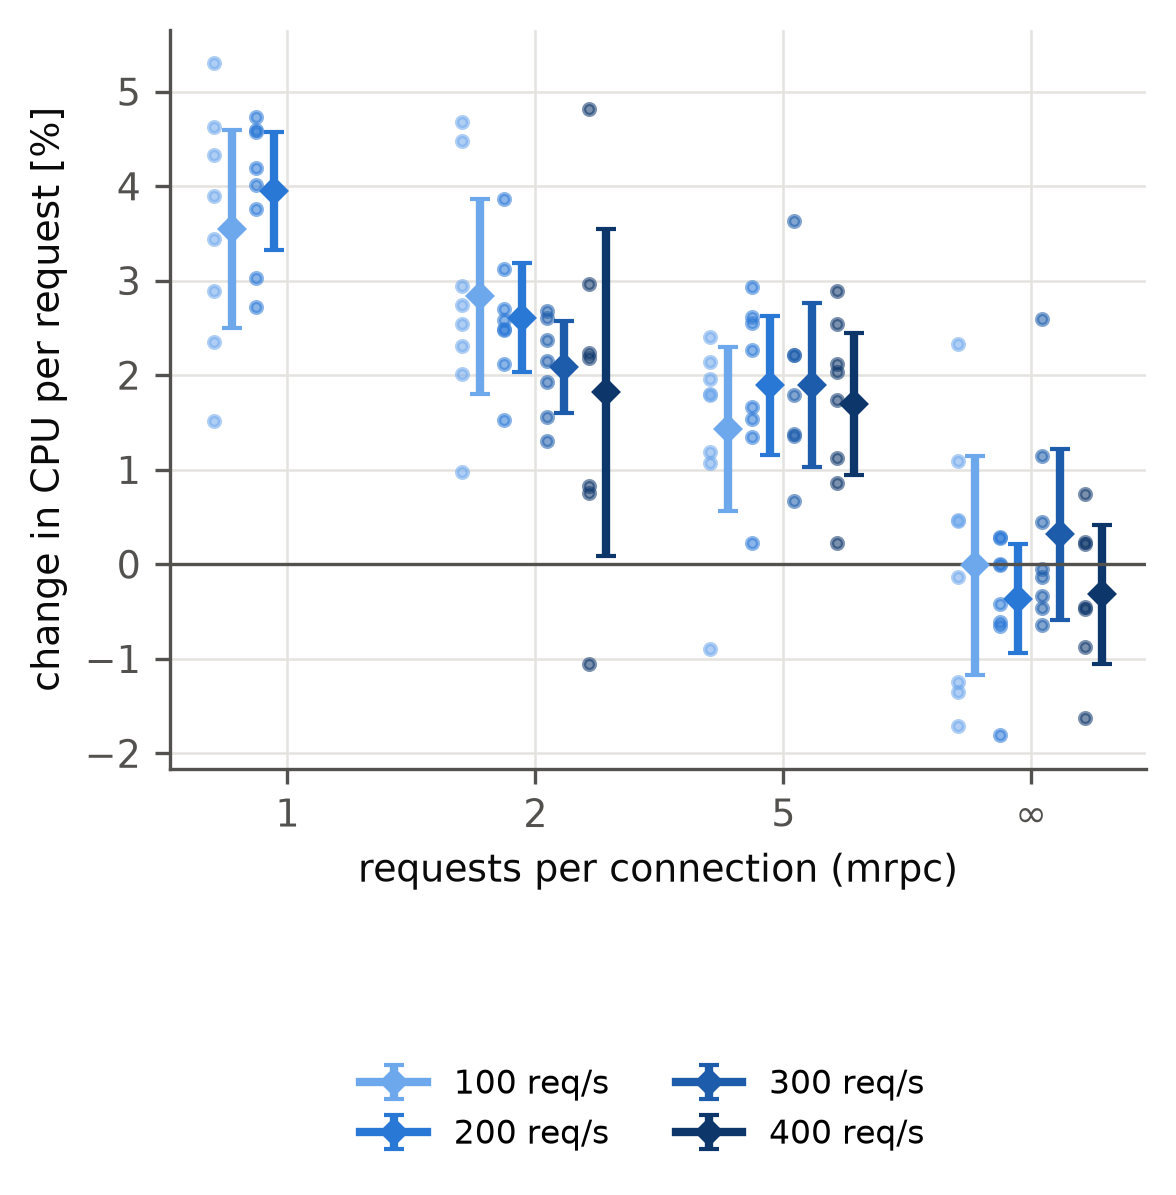 change in CPU per request [%]
5
4
3
2
1
0
−1
−2
1 2 5 ∞
requests per connection (mrpc)
100 req/s 300 req/s
200 req/s 400 req/s